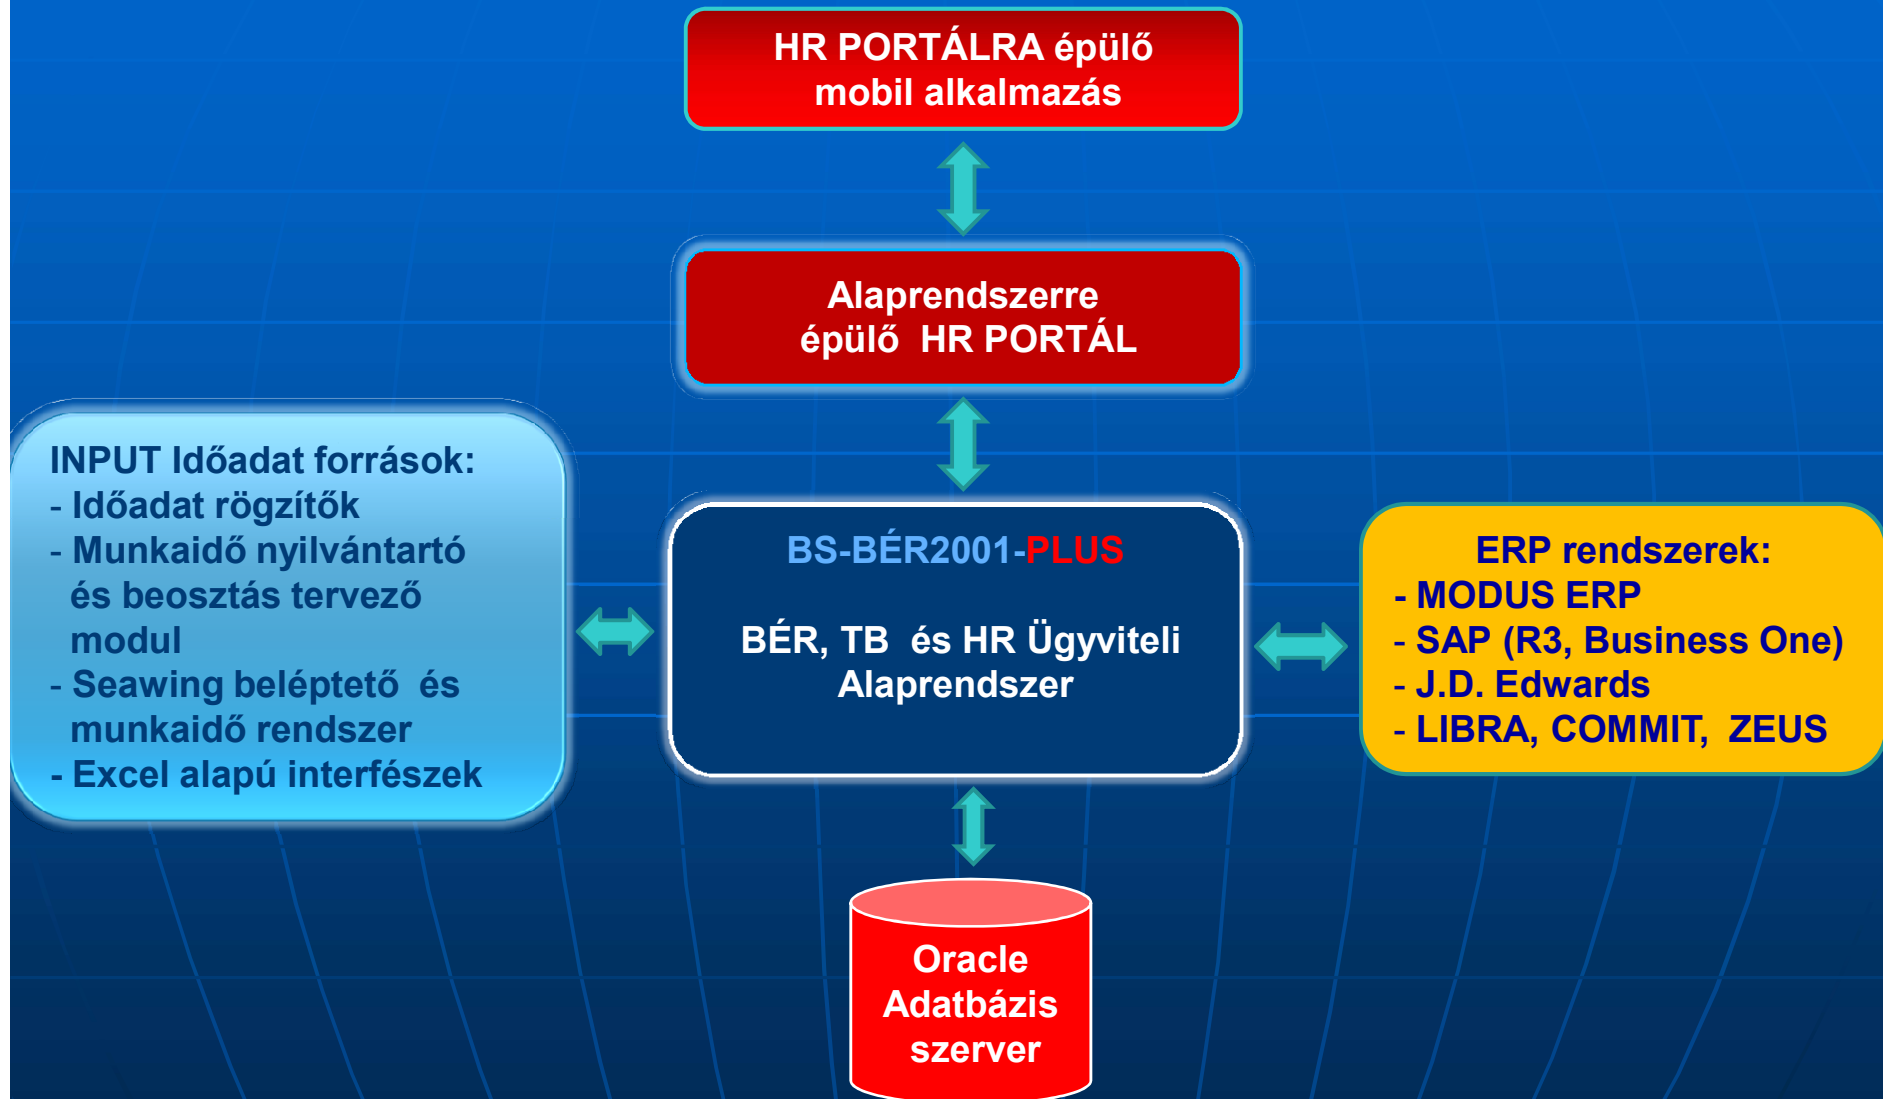 HR PORTÁLRA épülő
mobil alkalmazás
Alaprendszerre
épülő HR PORTÁL
INPUT Időadat források:
- Időadat rögzítők
- Munkaidő nyilvántartó
és beosztás tervező
modul
- Seawing beléptető és
munkaidő rendszer
- Excel alapú interfészek
BS-BÉR2001-PLUS
BÉR, TB és HR Ügyviteli
Alaprendszer
ERP rendszerek:
- MODUS ERP
- SAP (R3, Business One)
- J.D. Edwards
- LIBRA, COMMIT, ZEUS
Oracle
Adatbázis
szerver